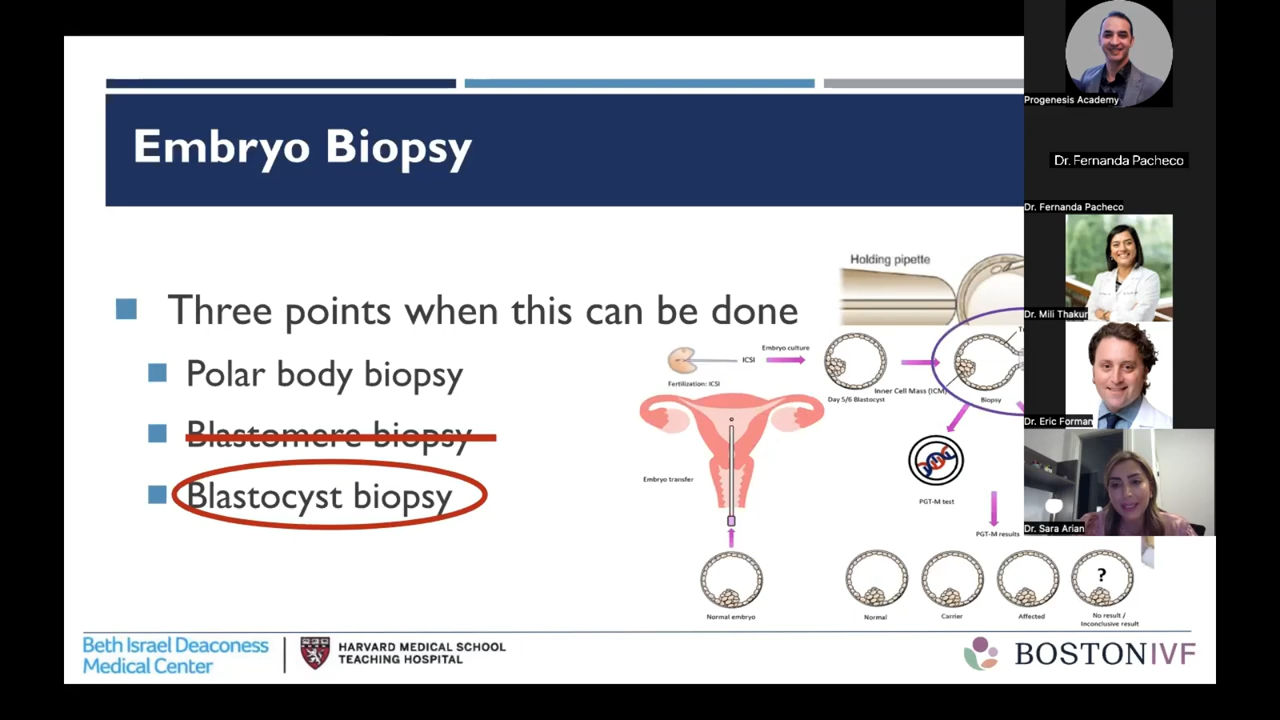 Embryo Biopsy
Three points when this can be done
Polar body biopsy
Blastomere biopsy
Blastocyst biopsy
Holding pipette
Embryo culture
ICSI
Fertilization: ICSI
Day 5/6 Blastocyst
Inner Cell Mass (ICM)
Biopsy
Embryo transfer
PGT-M test
PGT-M results
Normal embryo
Normal
Carrier
Affected
?
No result /
Inconclusive result
Beth Israel Deaconess
Medical Center
HARVARD MEDICAL SCHOOL
TEACHING HOSPITAL
BOSTONIVF
Progenesis Academy
Dr. Fernanda Pacheco
Dr. Fernanda Pacheco
Dr. Mili Thakur
Dr. Eric Forman
Dr. Sara Arian